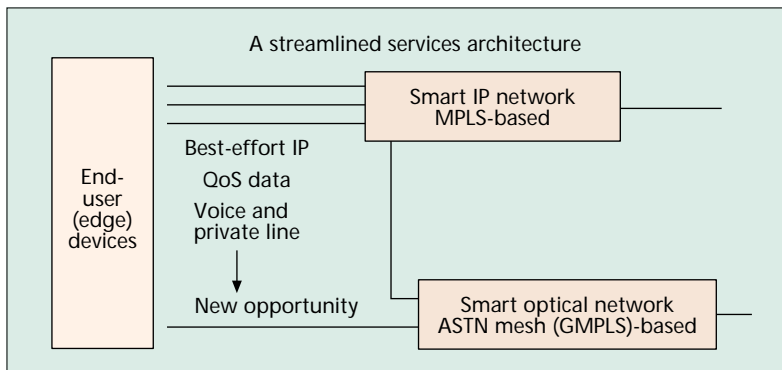 A streamlined services architecture
End-
user
(edge)
devices
Smart IP network
MPLS-based
Best-effort IP
QoS data
Voice and
private line
New opportunity
Smart optical network
ASTN mesh (GMPLS)-based